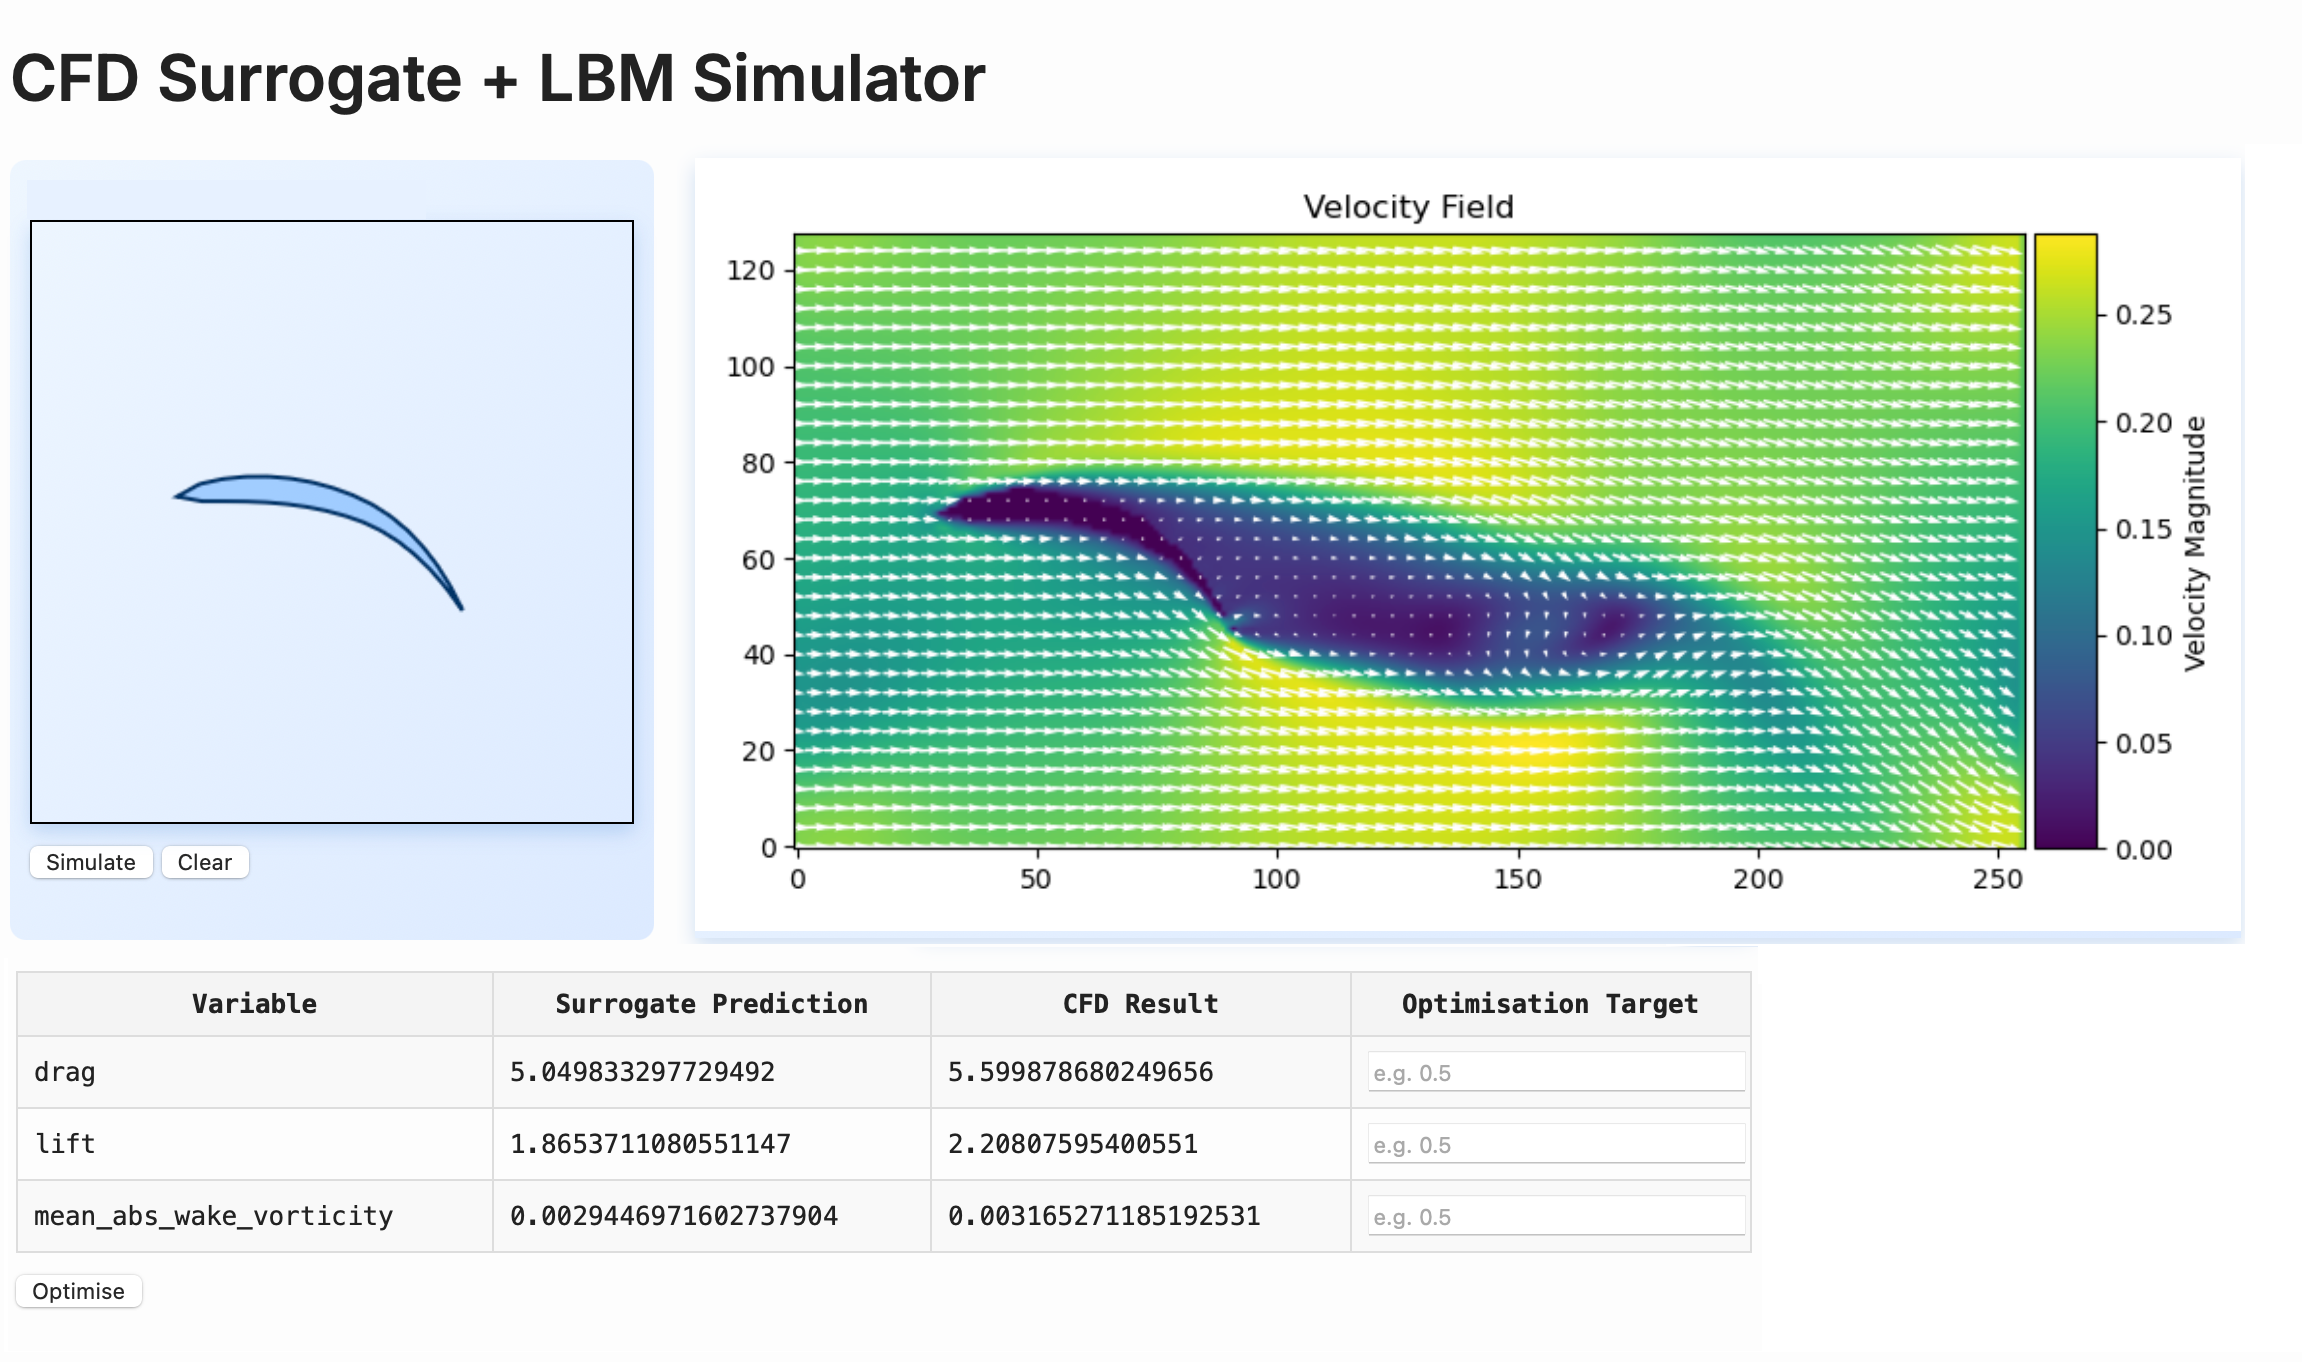 CFD Surrogate + LBM Simulator
Simulate Clear
Velocity Field
120
100
80
60
40
20
0
0 50 100 150 200 250
0.25
0.20
0.15
0.10
0.05
0.00
Velocity Magnitude
Variable Surrogate Prediction CFD Result Optimisation Target
drag 5.049833297729492 5.599878680249656 e.g. 0.5
lift 1.8653711080551147 2.20807595400551 e.g. 0.5
mean_abs_wake_vorticity 0.0029446971602737904 0.003165271185192531 e.g. 0.5
Optimise